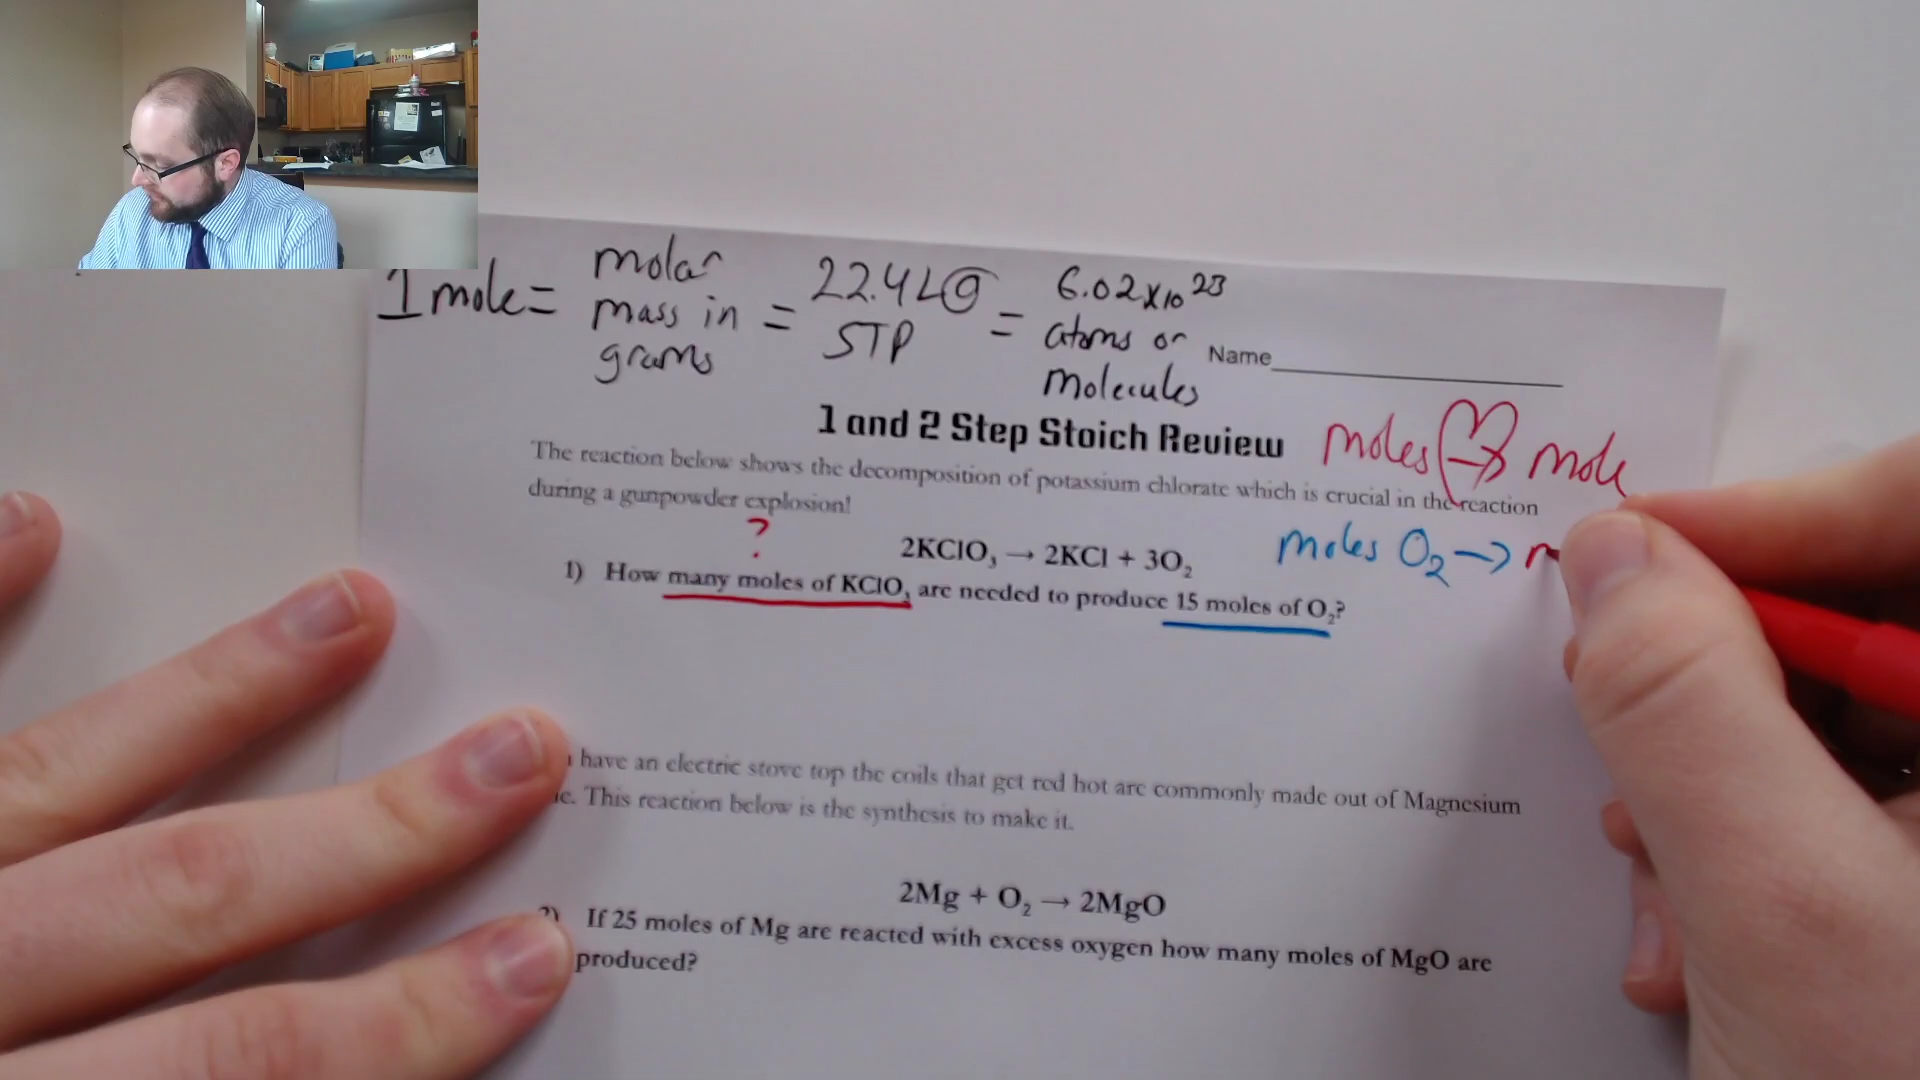 1 mole = molar mass in grams = 22.4L@ STP = 6.02x10²³ atoms or molecules
Name
1 and 2 Step Stoich Review
moles → mole
The reaction below shows the decomposition of potassium chlorate which is crucial in the reaction
during a gunpowder explosion!
?
2KClO₃ → 2KCl + 3O₂
moles O₂ →
1) How many moles of KClO₃ are needed to produce 15 moles of O₂?
have an electric stove top the coils that get red hot are commonly made out of Magnesium
This reaction below is the synthesis to make it.
2Mg + O₂ → 2MgO
2) If 25 moles of Mg are reacted with excess oxygen how many moles of MgO are
produced?